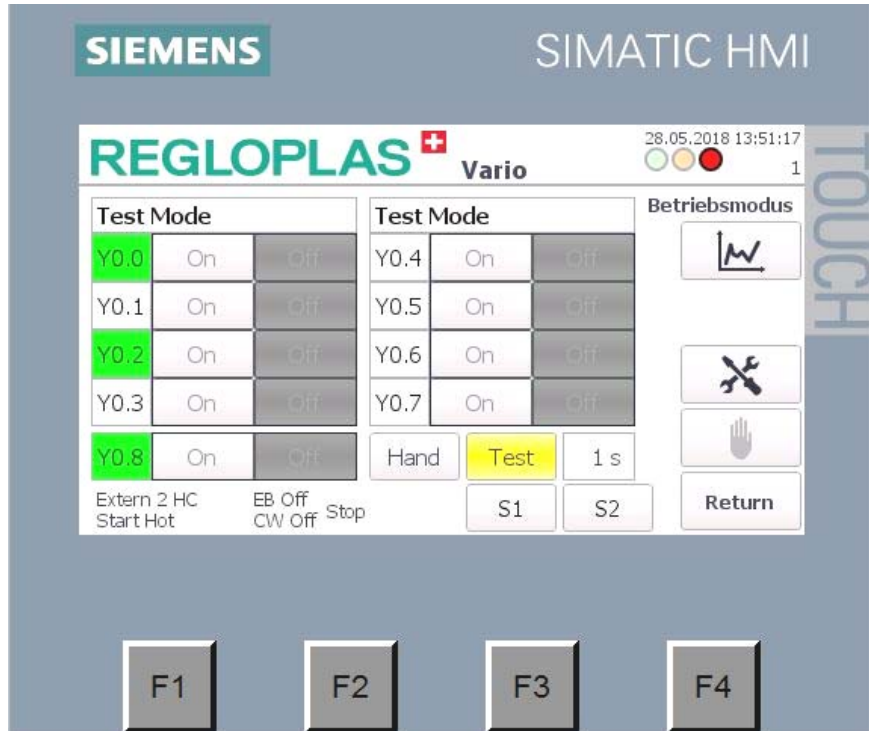 SIEMENS
SIMATIC HMI
TOUCH
REGLOPLAS
Vario
28.05.2018 13:51:17
1
Betriebsmodus
Test Mode
Y0.0 On Off
Y0.1 On Off
Y0.2 On Off
Y0.3 On Off
Y0.8 On Off
Test Mode
Y0.4 On Off
Y0.5 On Off
Y0.6 On Off
Y0.7 On Off
Hand Test 1 s
S1 S2
Return
Extern 2 HC
Start Hot
EB Off
CW Off
Stop
F1 F2 F3 F4